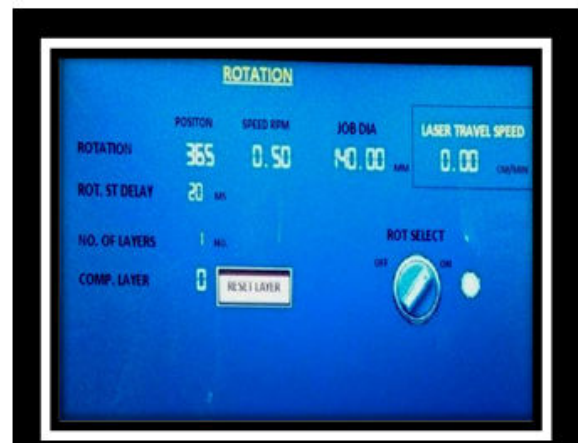 ROTATION
POSITON SPEED RPM JOB DIA LASER TRAVEL SPEED
ROTATION 365 0.50 140.00 MM 0.00 CM/MIN
ROT. ST DELAY 20 MS
NO. OF LAYERS 1 NO.
ROT SELECT
OFF ON
COMP. LAYER 0 RESET LAYER